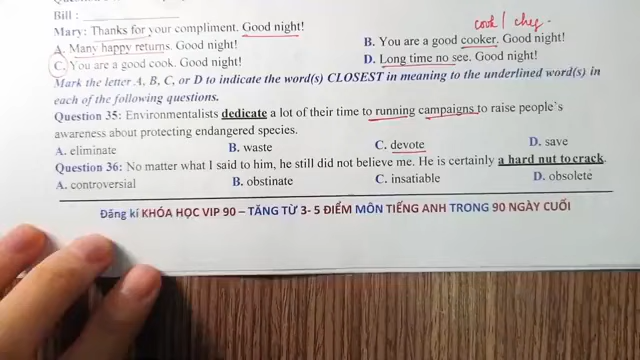 Bill : ____________
cook / chef
Mary: Thanks for your compliment. Good night!
A. Many happy returns. Good night! B. You are a good cooker. Good night!
C. You are a good cook. Good night! D. Long time no see. Good night!
Mark the letter A, B, C, or D to indicate the word(s) CLOSEST in meaning to the underlined word(s) in
each of the following questions.
Question 35: Environmentalists dedicate a lot of their time to running campaigns to raise people's
awareness about protecting endangered species.
A. eliminate B. waste C. devote D. save
Question 36: No matter what I said to him, he still did not believe me. He is certainly a hard nut to crack.
A. controversial B. obstinate C. insatiable D. obsolete
Đăng kí KHÓA HỌC VIP 90 – TĂNG TỪ 3- 5 ĐIỂM MÔN TIẾNG ANH TRONG 90 NGÀY CUỐI